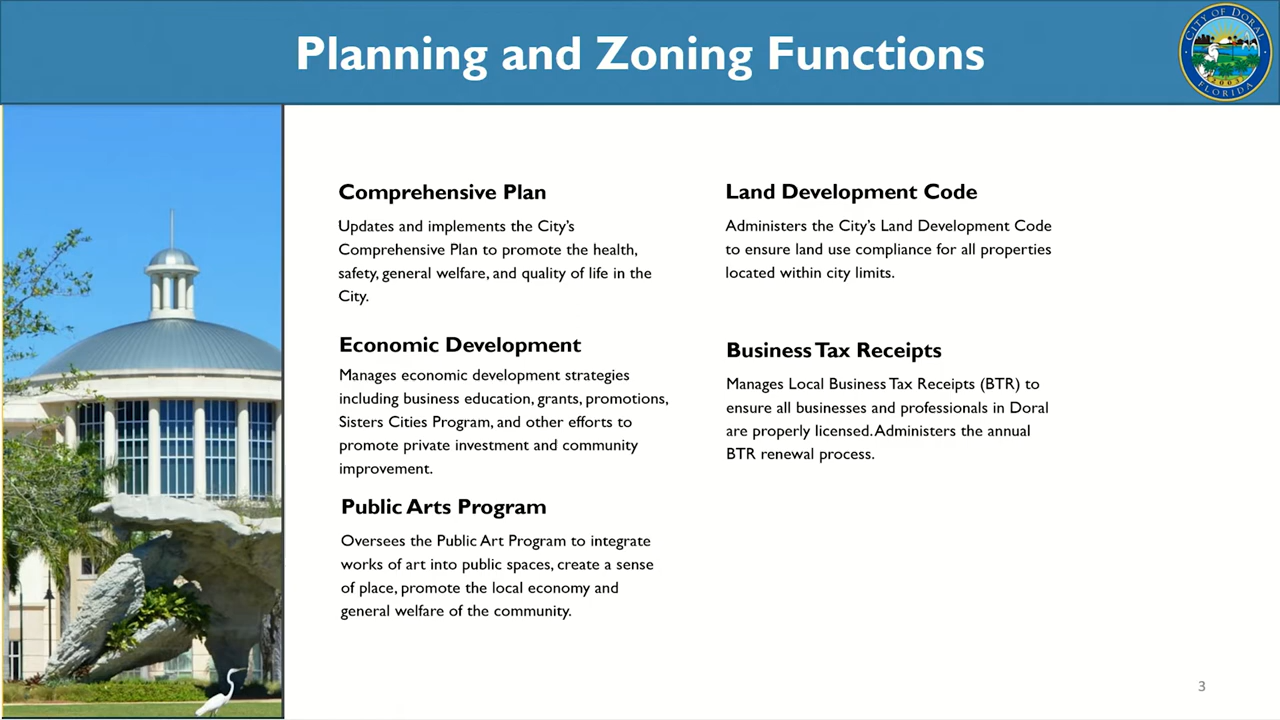 Planning and Zoning Functions
CITY OF DORAL
2003
FLORIDA
Comprehensive Plan
Updates and implements the City's
Comprehensive Plan to promote the health,
safety, general welfare, and quality of life in the
City.
Economic Development
Manages economic development strategies
including business education, grants, promotions,
Sisters Cities Program, and other efforts to
promote private investment and community
improvement.
Public Arts Program
Oversees the Public Art Program to integrate
works of art into public spaces, create a sense
of place, promote the local economy and
general welfare of the community.
Land Development Code
Administers the City's Land Development Code
to ensure land use compliance for all properties
located within city limits.
Business Tax Receipts
Manages Local Business Tax Receipts (BTR) to
ensure all businesses and professionals in Doral
are properly licensed. Administers the annual
BTR renewal process.
3